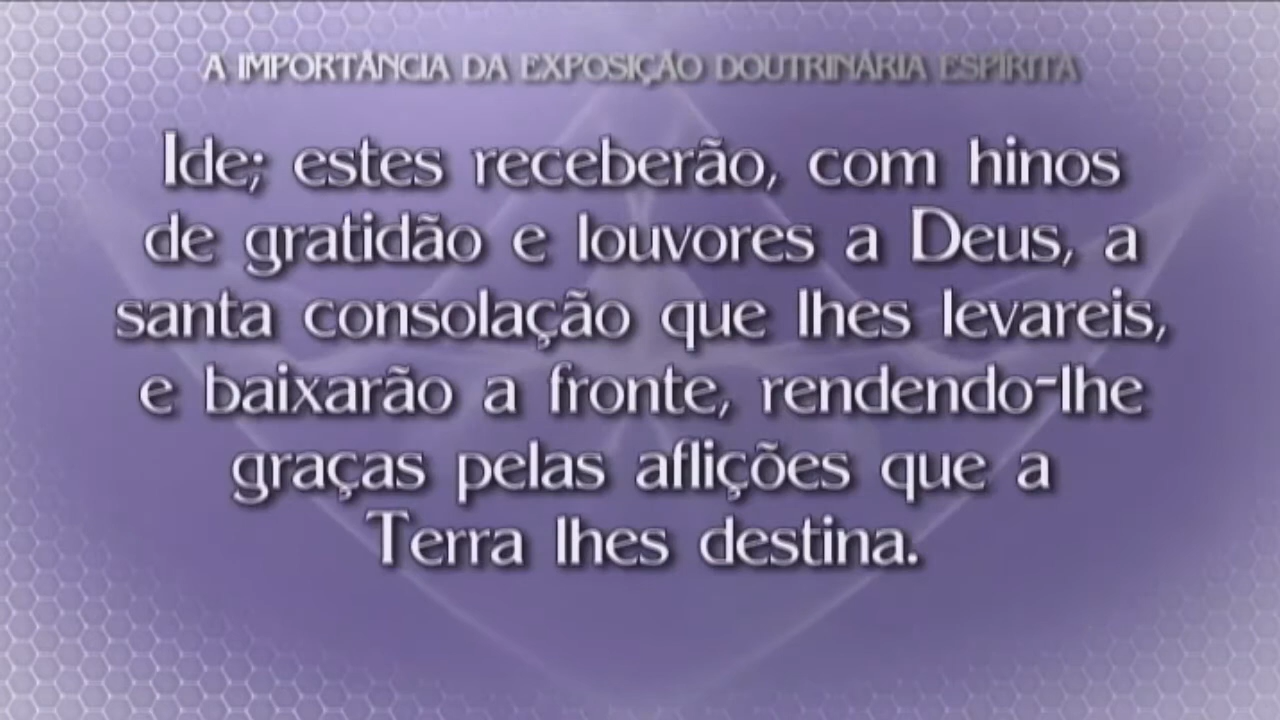 A IMPORTÂNCIA DA EXPOSIÇÃO DOUTRINÁRIA ESPÍRITA
Ide; estes receberão, com hinos
de gratidão e louvores a Deus, a
santa consolação que lhes levareis,
e baixarão a fronte, rendendo-lhe
graças pelas aflições que a
Terra lhes destina.